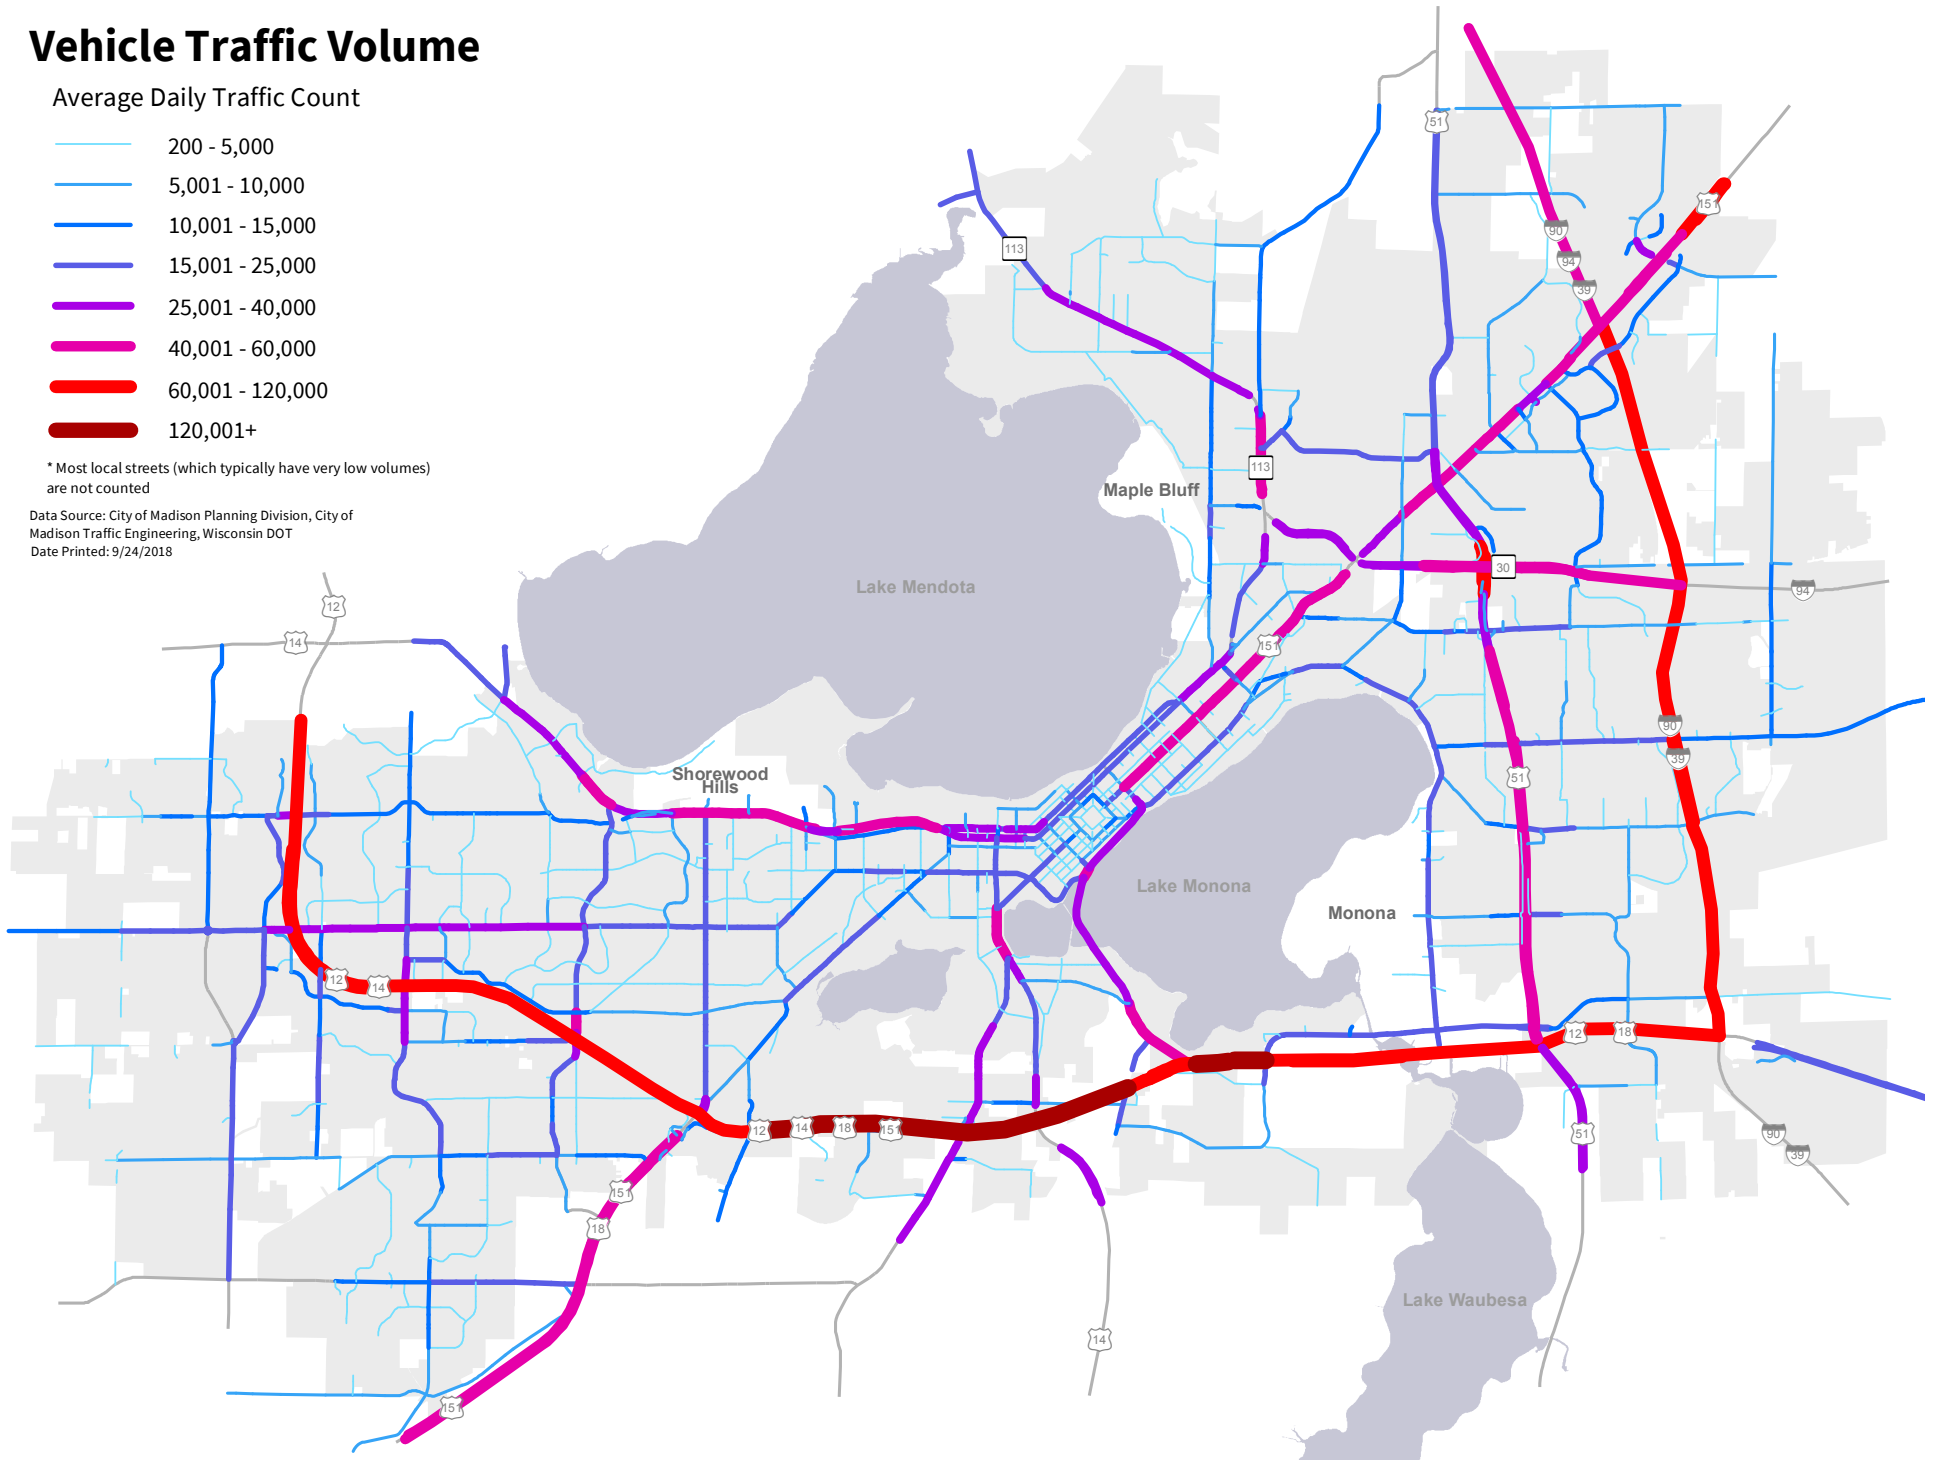 Vehicle Traffic Volume
Average Daily Traffic Count
200 - 5,000
5,001 - 10,000
10,001 - 15,000
15,001 - 25,000
25,001 - 40,000
40,001 - 60,000
60,001 - 120,000
120,001+
* Most local streets (which typically have very low volumes)
are not counted
Data Source: City of Madison Planning Division, City of
Madison Traffic Engineering, Wisconsin DOT
Date Printed: 9/24/2018
51
151
90
94
39
113
113
Maple Bluff
30
94
Lake Mendota
12
14
151
90
39
51
Shorewood
Hills
Lake Monona
Monona
12
14
12
18
12
14
18
151
51
90
39
151
18
Lake Waubesa
14
151